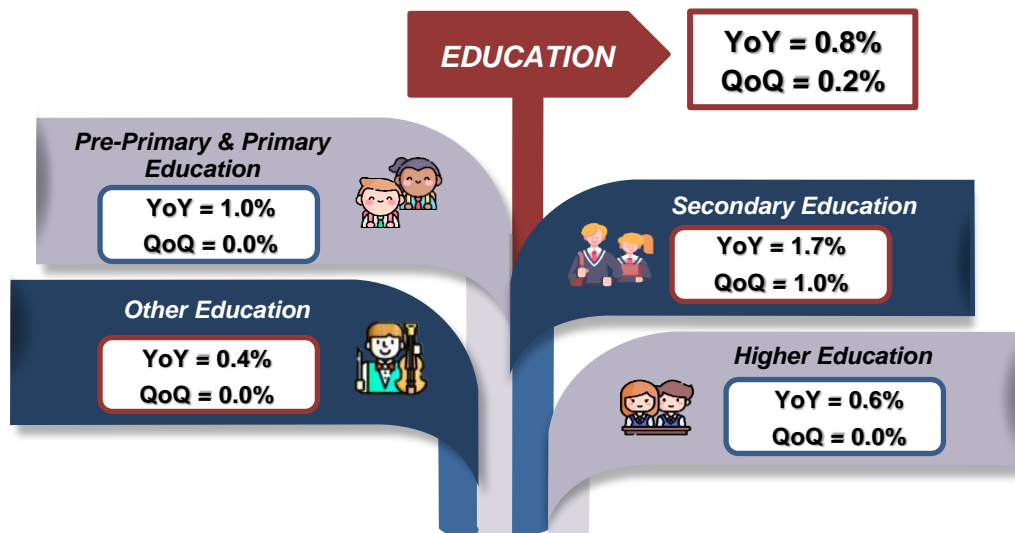 EDUCATION
YoY = 0.8%
QoQ = 0.2%
Pre-Primary & Primary
Education
YoY = 1.0%
QoQ = 0.0%
Secondary Education
YoY = 1.7%
QoQ = 1.0%
Other Education
YoY = 0.4%
QoQ = 0.0%
Higher Education
YoY = 0.6%
QoQ = 0.0%